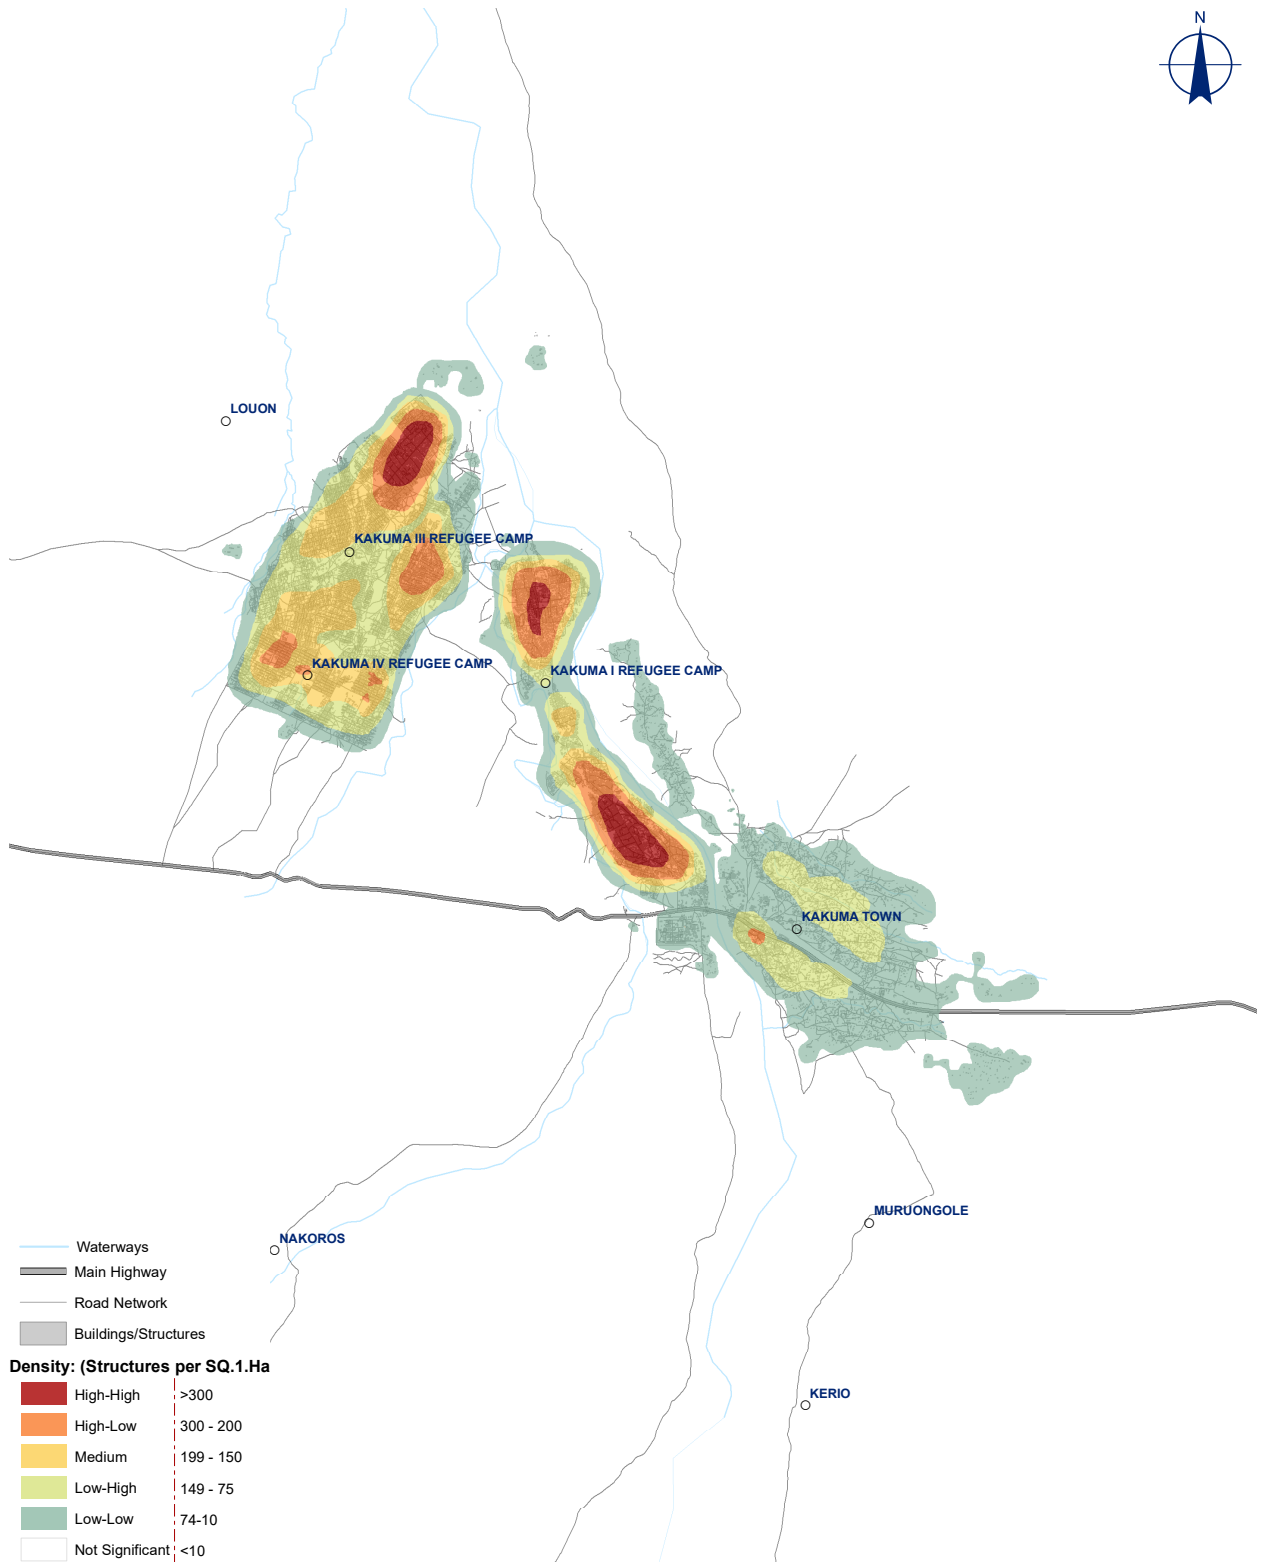 N
LOUON
KAKUMA III REFUGEE CAMP
KAKUMA IV REFUGEE CAMP
KAKUMA I REFUGEE CAMP
KAKUMA TOWN
MURUONGOLE
NAKOROS
KERIO
Waterways
Main Highway
Road Network
Buildings/Structures
Density: (Structures per SQ.1.Ha
High-High >300
High-Low 300 - 200
Medium 199 - 150
Low-High 149 - 75
Low-Low 74-10
Not Significant <10